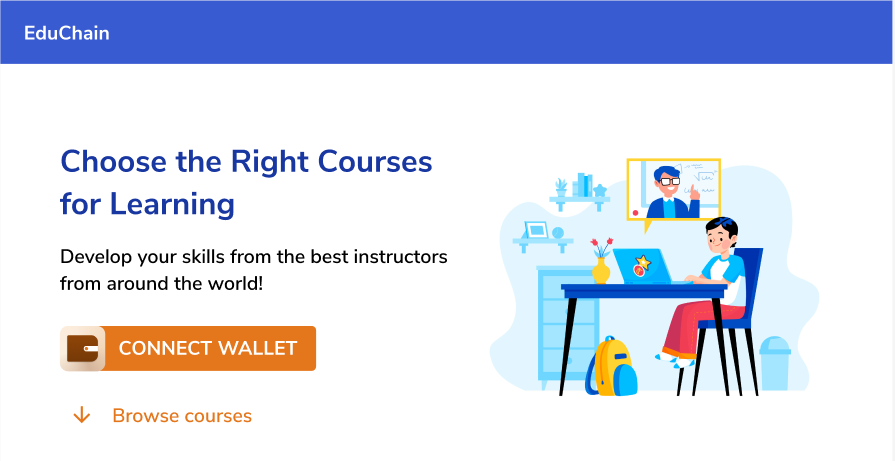 EduChain
Choose the Right Courses
for Learning
Develop your skills from the best instructors
from around the world!
CONNECT WALLET
Browse courses